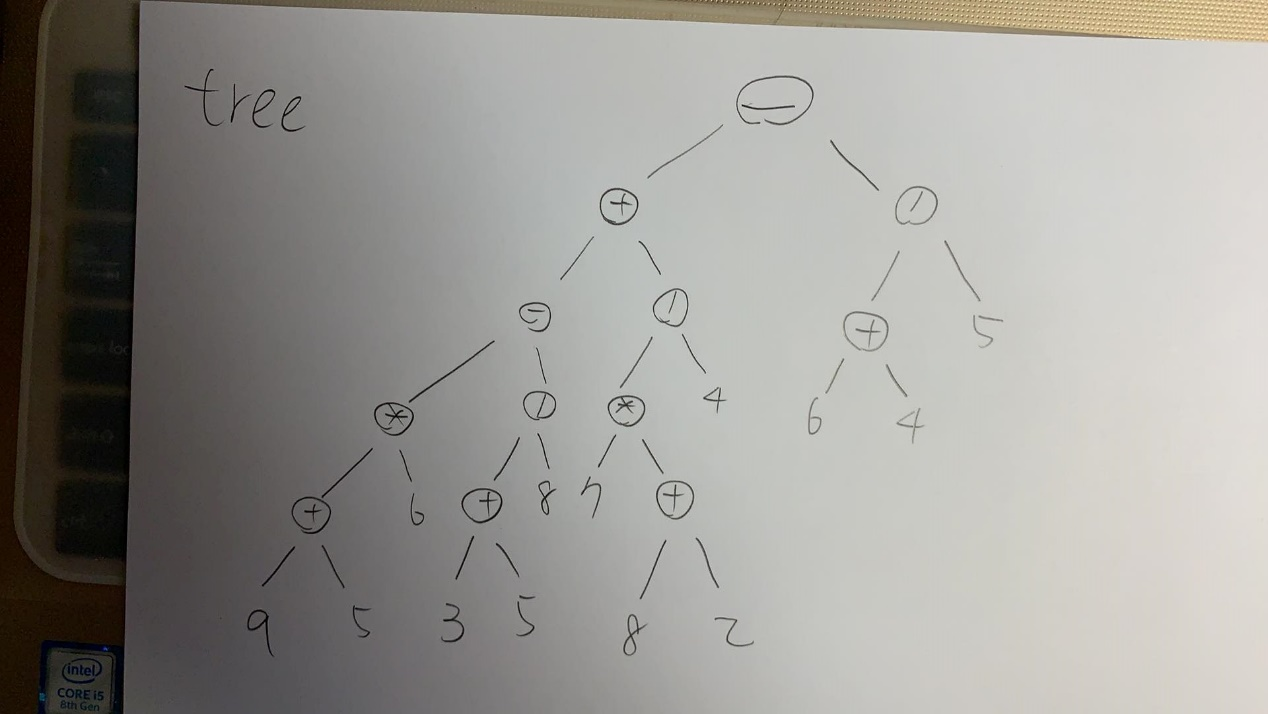 tree
−
+ /
− / + 5
* / * 4 6 4
+ 6 + 8 7 +
9 5 3 5 8 2
intel
CORE i5
8th Gen